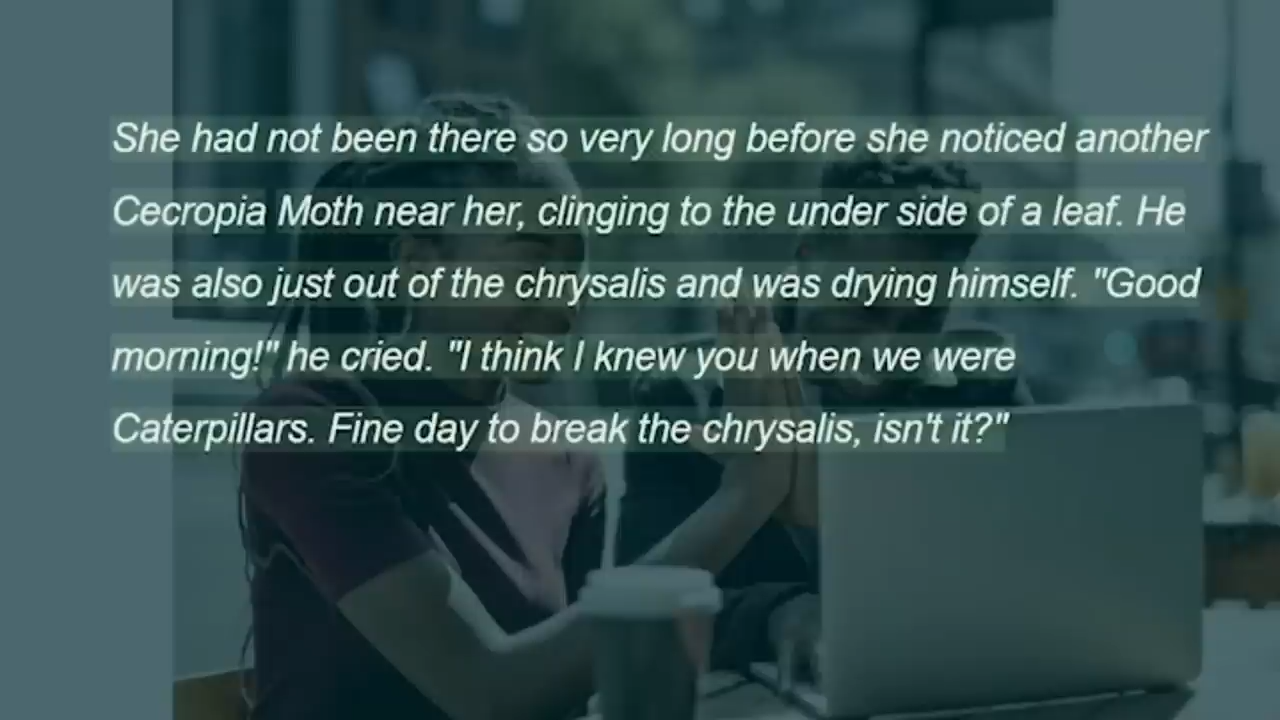 She had not been there so very long before she noticed another
Cecropia Moth near her, clinging to the under side of a leaf. He
was also just out of the chrysalis and was drying himself. "Good
morning!" he cried. "I think I knew you when we were
Caterpillars. Fine day to break the chrysalis, isn't it?"